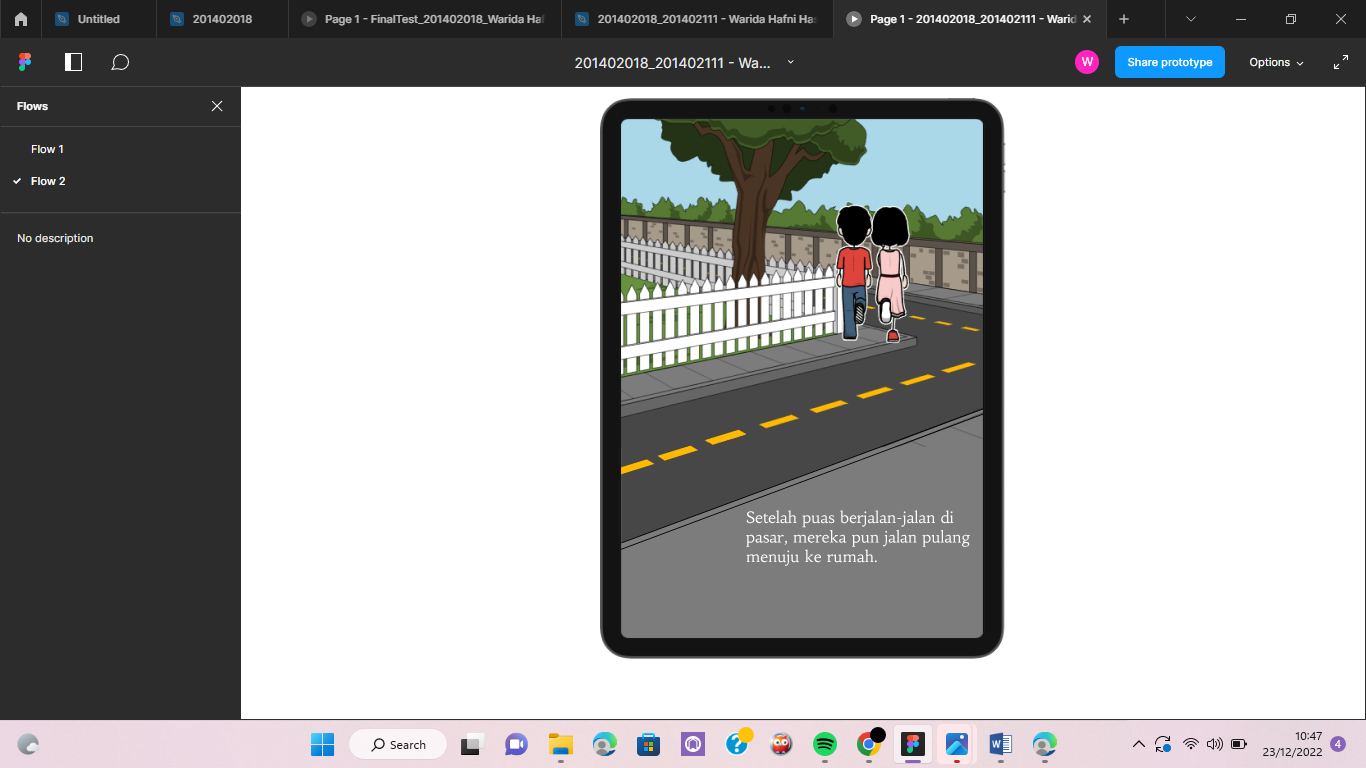 Untitled
201402018
Page 1 - FinalTest_201402018_Warida Haf
201402018_201402111 - Warida Hafni Has
Page 1 - 201402018_201402111 - Warid
201402018_201402111 - Wa...
W
Share prototype
Options
Flows
Flow 1
Flow 2
No description
Setelah puas berjalan-jalan di
pasar, mereka pun jalan pulang
menuju ke rumah.
Search
10:47
23/12/2022
4